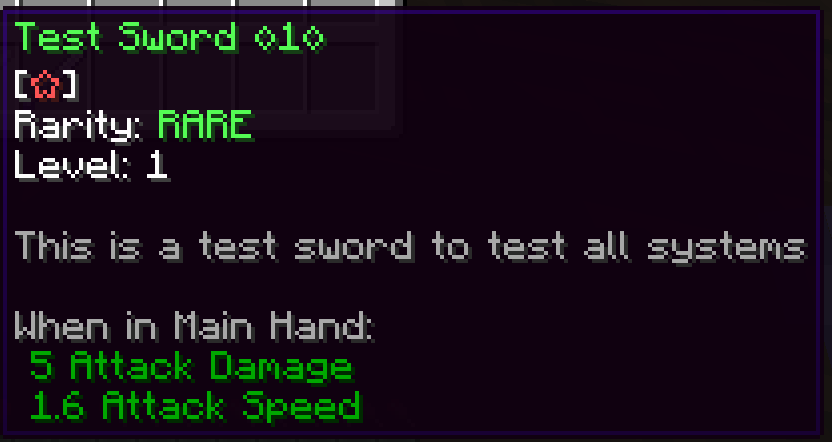 Test Sword ◊1◊
[✩]
Rarity: RARE
Level: 1
This is a test sword to test all systems
When in Main Hand:
5 Attack Damage
1.6 Attack Speed